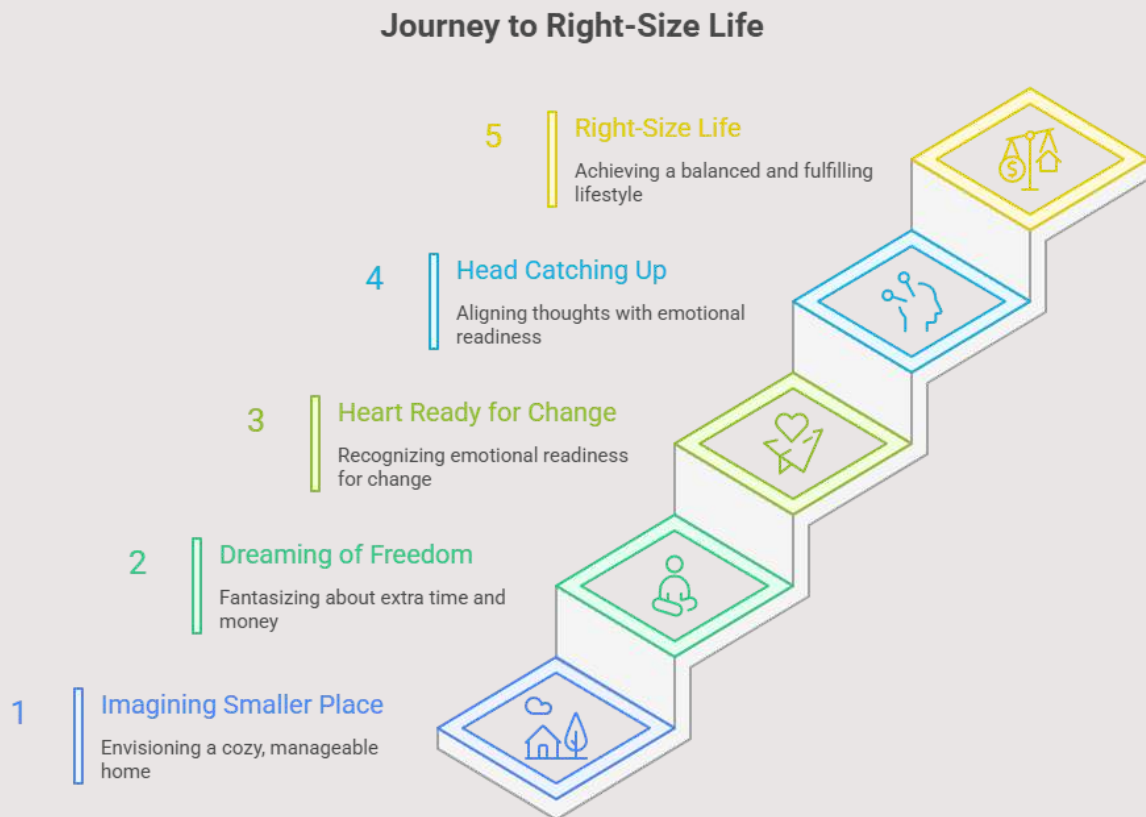 Journey to Right-Size Life
5
Right-Size Life
Achieving a balanced and fulfilling
lifestyle
4
Head Catching Up
Aligning thoughts with emotional
readiness
3
Heart Ready for Change
Recognizing emotional readiness
for change
2
Dreaming of Freedom
Fantasizing about extra time and
money
1
Imagining Smaller Place
Envisioning a cozy, manageable
home
$